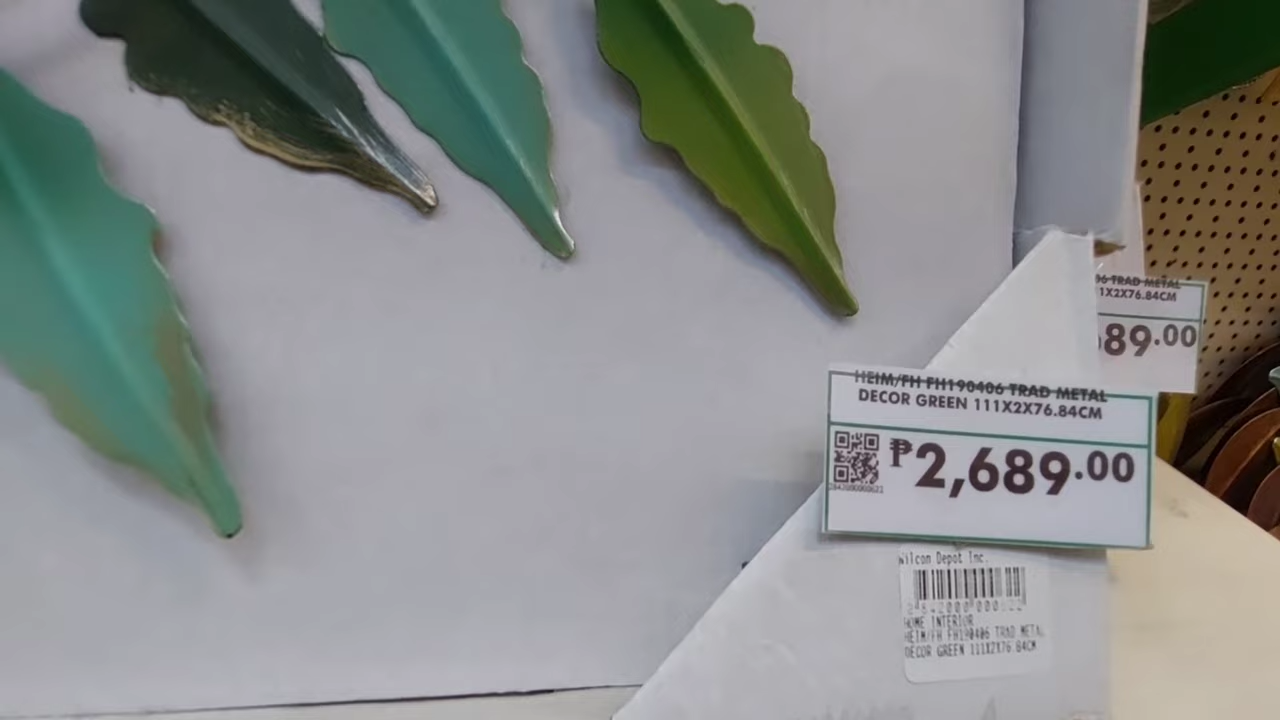 06 TRAD METAL
1X2X76.84CM
89.00
HEIM/FH FH190406 TRAD METAL
DECOR GREEN 111X2X76.84CM
₱2,689.00
Wilcon Depot Inc.
HOME INTERIOR
HEIM/FH FH190406 TRAD METAL
DECOR GREEN 111X2X76.84CM